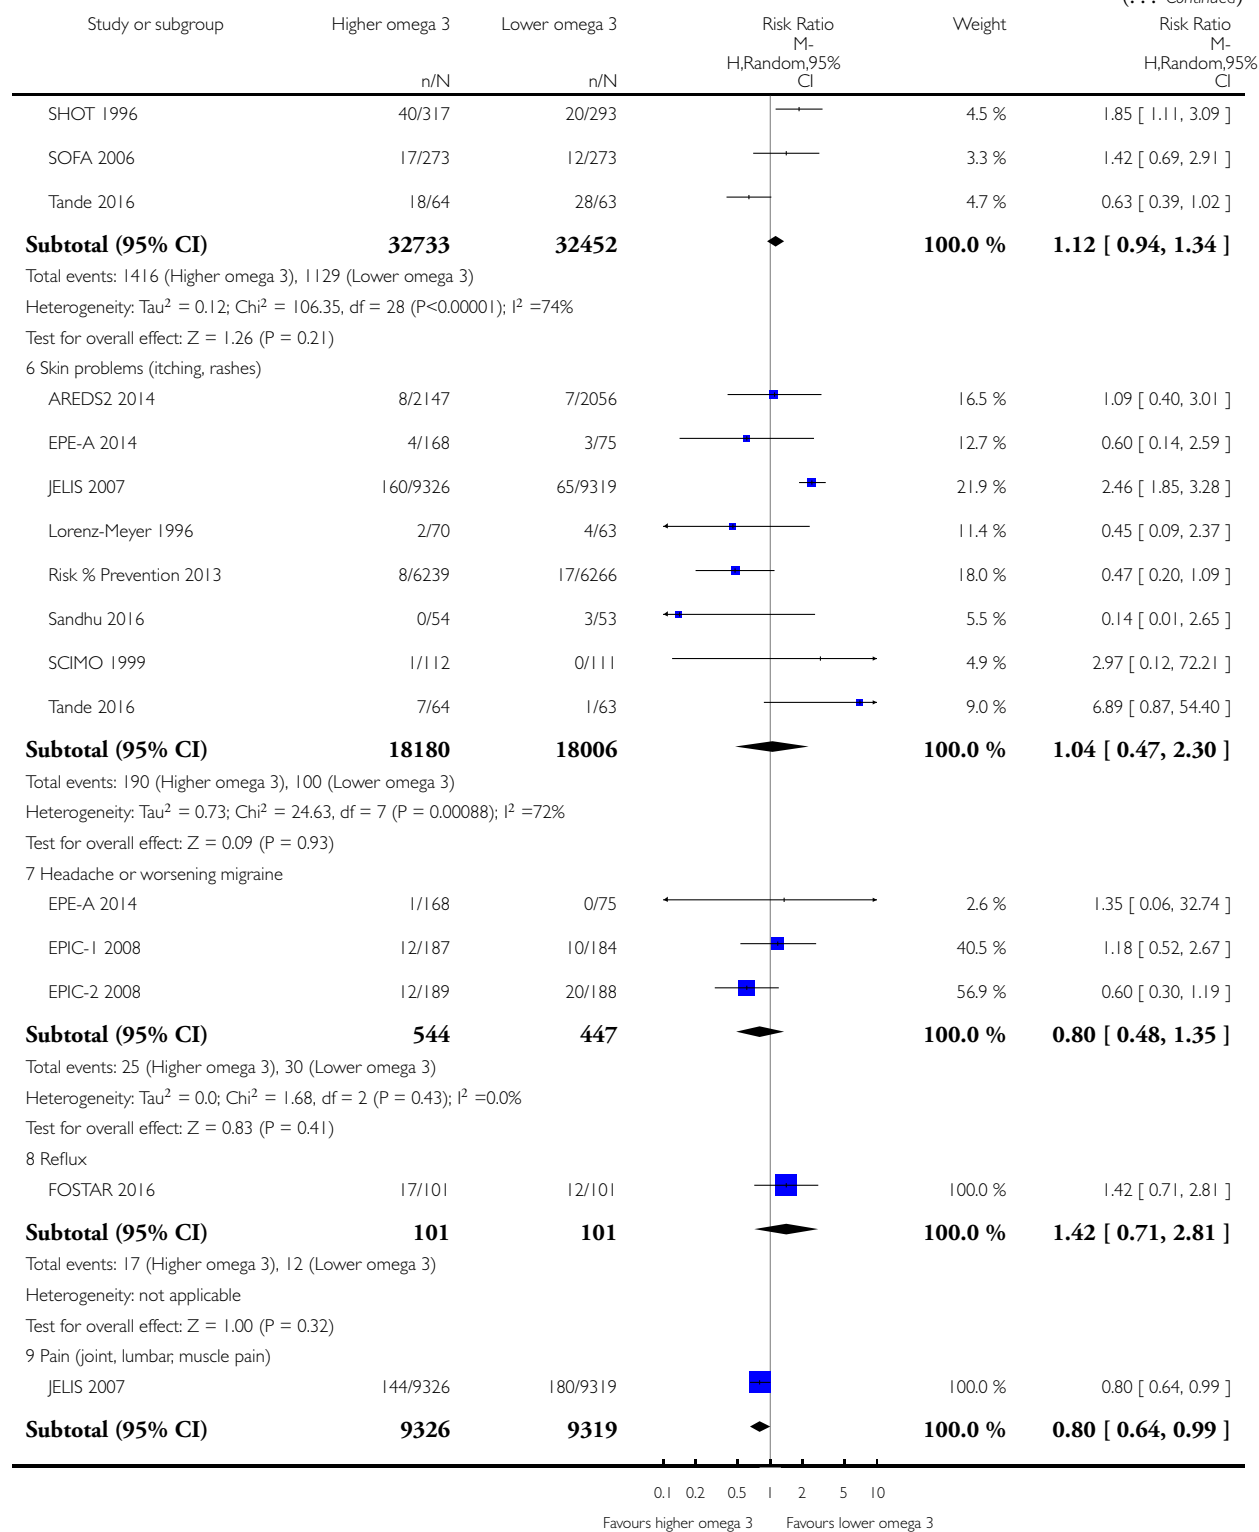 (. . . Continued)
Study or subgroup Higher omega 3 Lower omega 3 Risk Ratio Weight Risk Ratio
M- M-
H,Random,95% H,Random,95%
n/N n/N CI CI
SHOT 1996 40/317 20/293 4.5 % 1.85 [ 1.11, 3.09 ]
SOFA 2006 17/273 12/273 3.3 % 1.42 [ 0.69, 2.91 ]
Tande 2016 18/64 28/63 4.7 % 0.63 [ 0.39, 1.02 ]
Subtotal (95% CI) 32733 32452 100.0 % 1.12 [ 0.94, 1.34 ]
Total events: 1416 (Higher omega 3), 1129 (Lower omega 3)
Heterogeneity: Tau² = 0.12; Chi² = 106.35, df = 28 (P<0.00001); I² =74%
Test for overall effect: Z = 1.26 (P = 0.21)
6 Skin problems (itching, rashes)
AREDS2 2014 8/2147 7/2056 16.5 % 1.09 [ 0.40, 3.01 ]
EPE-A 2014 4/168 3/75 12.7 % 0.60 [ 0.14, 2.59 ]
JELIS 2007 160/9326 65/9319 21.9 % 2.46 [ 1.85, 3.28 ]
Lorenz-Meyer 1996 2/70 4/63 11.4 % 0.45 [ 0.09, 2.37 ]
Risk % Prevention 2013 8/6239 17/6266 18.0 % 0.47 [ 0.20, 1.09 ]
Sandhu 2016 0/54 3/53 5.5 % 0.14 [ 0.01, 2.65 ]
SCIMO 1999 1/112 0/111 4.9 % 2.97 [ 0.12, 72.21 ]
Tande 2016 7/64 1/63 9.0 % 6.89 [ 0.87, 54.40 ]
Subtotal (95% CI) 18180 18006 100.0 % 1.04 [ 0.47, 2.30 ]
Total events: 190 (Higher omega 3), 100 (Lower omega 3)
Heterogeneity: Tau² = 0.73; Chi² = 24.63, df = 7 (P = 0.00088); I² =72%
Test for overall effect: Z = 0.09 (P = 0.93)
7 Headache or worsening migraine
EPE-A 2014 1/168 0/75 2.6 % 1.35 [ 0.06, 32.74 ]
EPIC-1 2008 12/187 10/184 40.5 % 1.18 [ 0.52, 2.67 ]
EPIC-2 2008 12/189 20/188 56.9 % 0.60 [ 0.30, 1.19 ]
Subtotal (95% CI) 544 447 100.0 % 0.80 [ 0.48, 1.35 ]
Total events: 25 (Higher omega 3), 30 (Lower omega 3)
Heterogeneity: Tau² = 0.0; Chi² = 1.68, df = 2 (P = 0.43); I² =0.0%
Test for overall effect: Z = 0.83 (P = 0.41)
8 Reflux
FOSTAR 2016 17/101 12/101 100.0 % 1.42 [ 0.71, 2.81 ]
Subtotal (95% CI) 101 101 100.0 % 1.42 [ 0.71, 2.81 ]
Total events: 17 (Higher omega 3), 12 (Lower omega 3)
Heterogeneity: not applicable
Test for overall effect: Z = 1.00 (P = 0.32)
9 Pain (joint, lumbar, muscle pain)
JELIS 2007 144/9326 180/9319 100.0 % 0.80 [ 0.64, 0.99 ]
Subtotal (95% CI) 9326 9319 100.0 % 0.80 [ 0.64, 0.99 ]
0.1 0.2 0.5 1 2 5 10
Favours higher omega 3 Favours lower omega 3